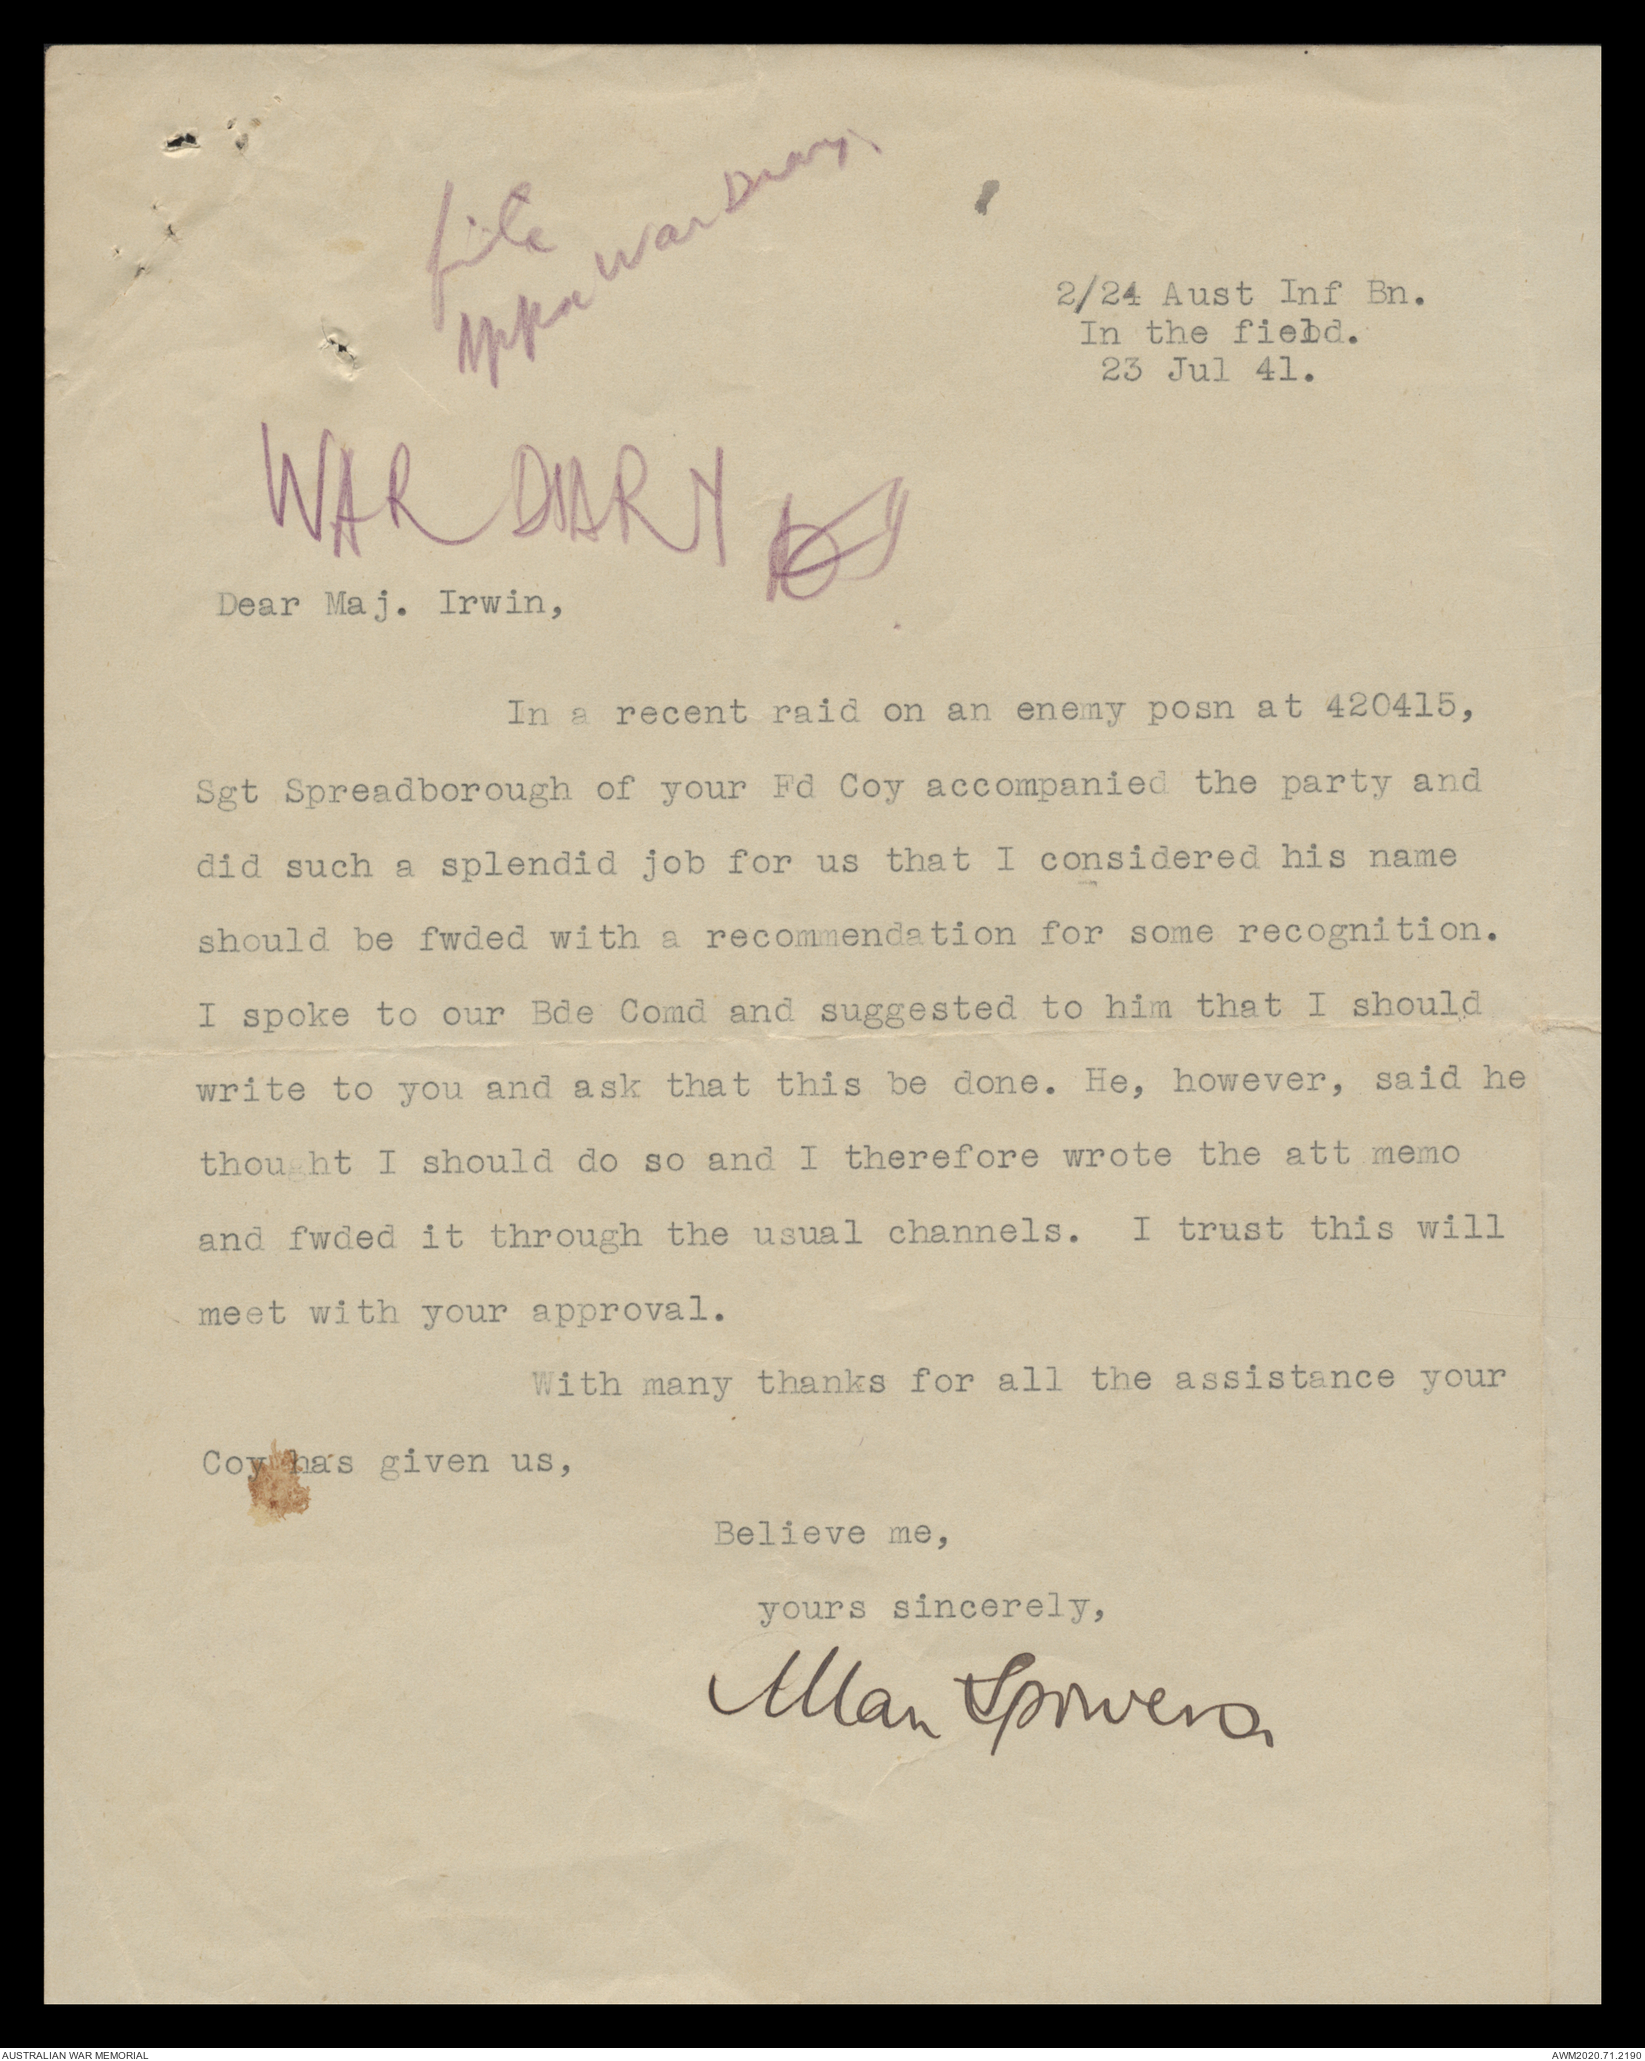 file
Appx War Diary.
2/24 Aust Inf Bn.
In the field.
23 Jul 41.
WAR DIARY
Dear Maj. Irwin,
In a recent raid on an enemy posn at 420415,
Sgt Spreadborough of your Fd Coy accompanied the party and
did such a splendid job for us that I considered his name
should be fwded with a recommendation for some recognition.
I spoke to our Bde Comd and suggested to him that I should
write to you and ask that this be done. He, however, said he
thought I should do so and I therefore wrote the att memo
and fwded it through the usual channels. I trust this will
meet with your approval.
With many thanks for all the assistance your
Coy has given us,
Believe me,
yours sincerely,
Allan Spowers
AUSTRALIAN WAR MEMORIAL
AWM2020.71.2190